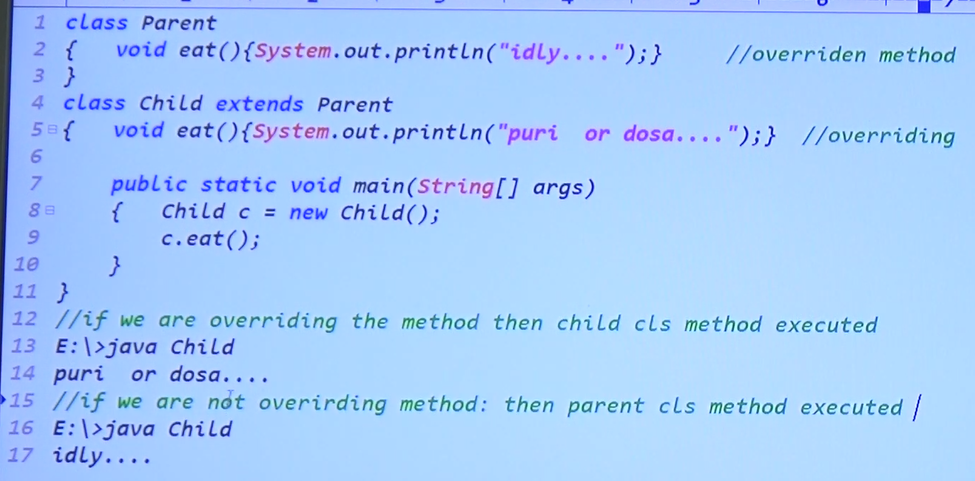 1 class Parent
2 {   void eat(){System.out.println("idly....");}      //overriden method
3 }
4 class Child extends Parent
5 {   void eat(){System.out.println("puri  or dosa....");}  //overriding
6
7     public static void main(String[] args)
8     {   Child c = new Child();
9         c.eat();
10    }
11 }
12 //if we are overriding the method then child cls method executed
13 E:\>java Child
14 puri  or dosa....
15 //if we are not overirding method: then parent cls method executed
16 E:\>java Child
17 idly....